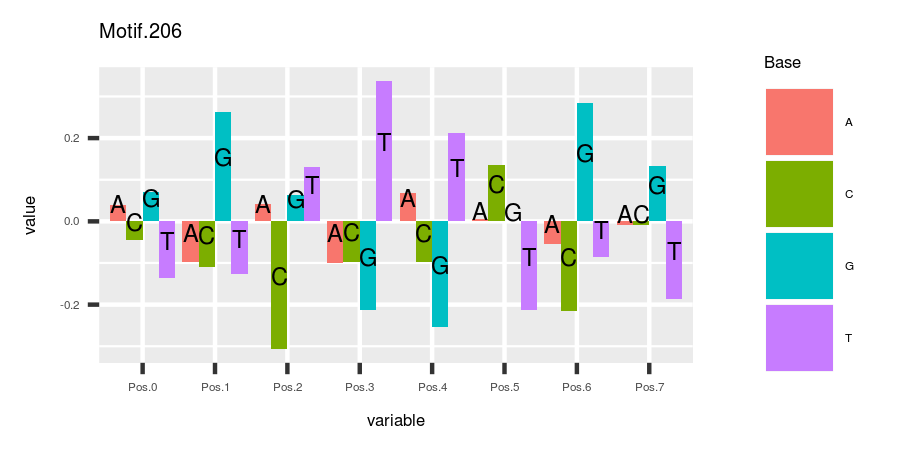 Motif.206
value
0.2
0.0
-0.2
A C G T A C G T A C G T A C G T A C G T A C G T A C G T A C G T
Pos.0 Pos.1 Pos.2 Pos.3 Pos.4 Pos.5 Pos.6 Pos.7
variable
Base
A
C
G
T